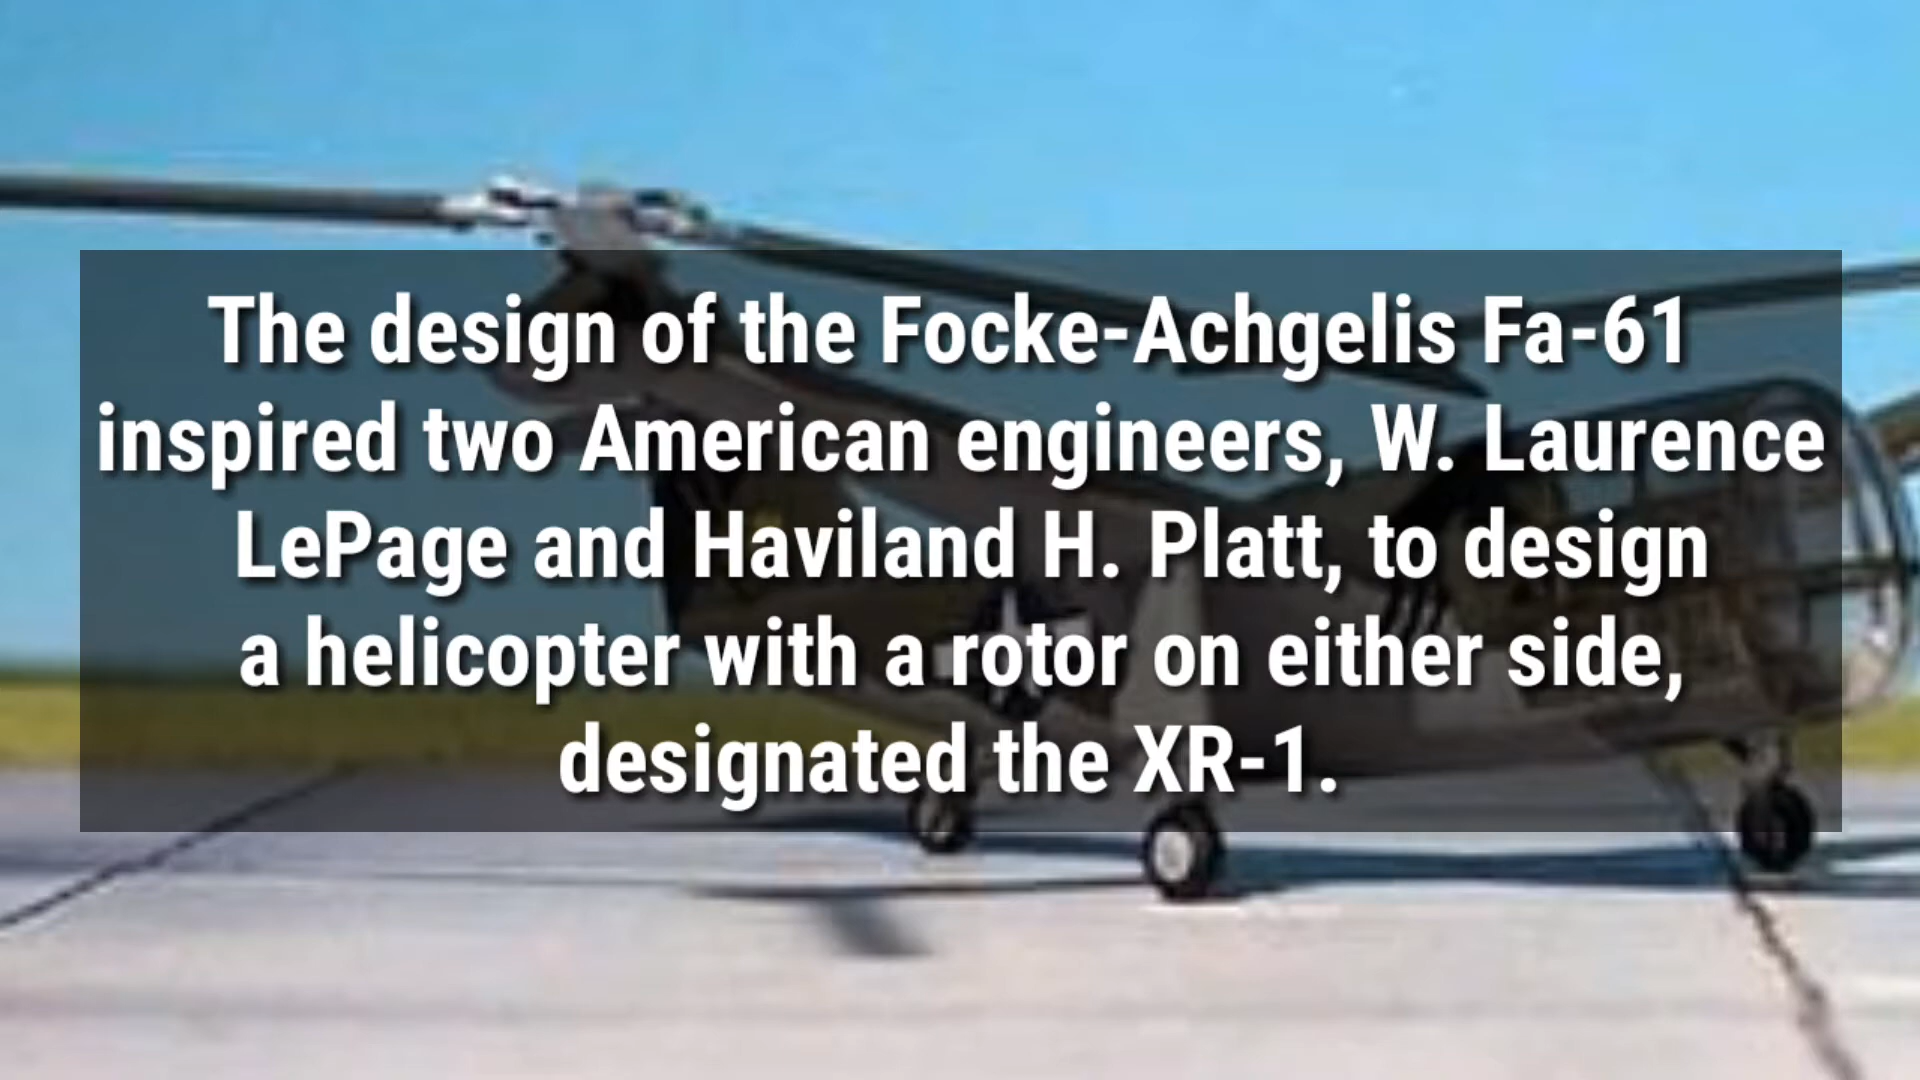 The design of the Focke-Achgelis Fa-61
inspired two American engineers, W. Laurence
LePage and Haviland H. Platt, to design
a helicopter with a rotor on either side,
designated the XR-1.